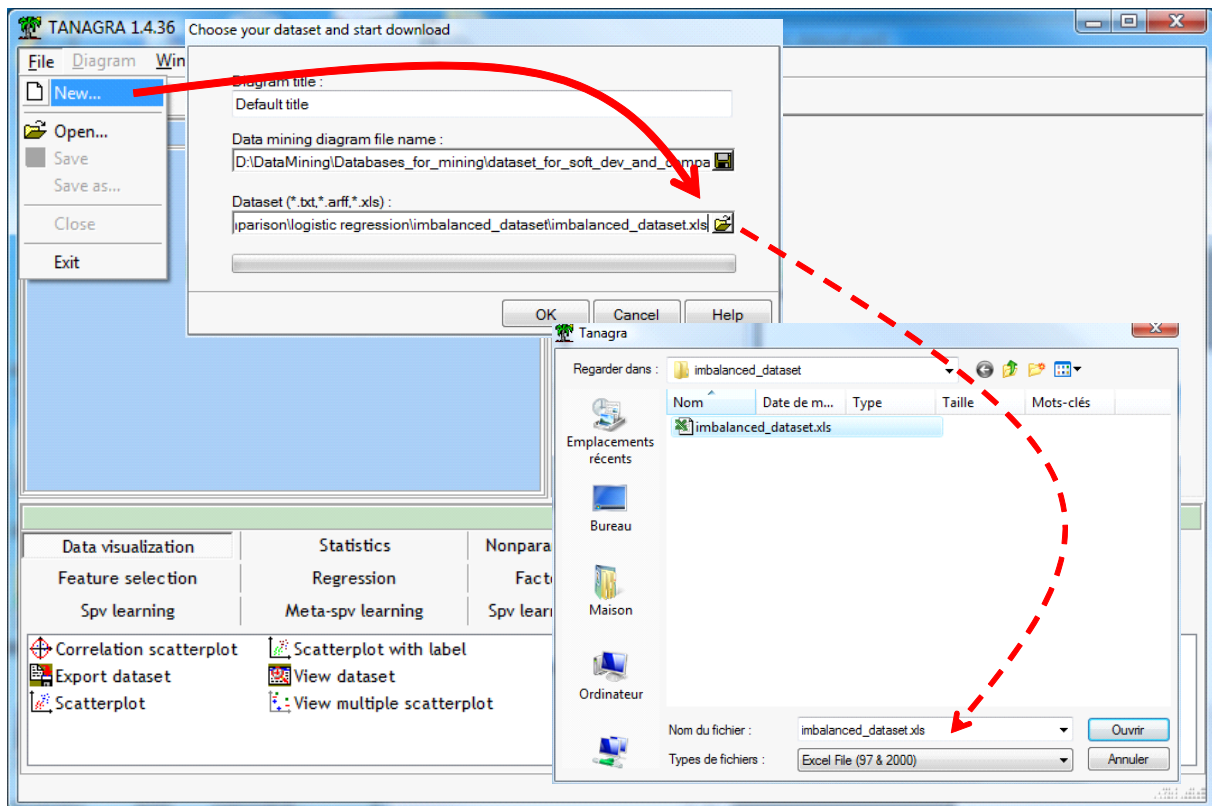 TANAGRA 1.4.36
Choose your dataset and start download
File Diagram Win
New...
Open...
Save
Save as...
Close
Exit
Diagram title :
Default title
Data mining diagram file name :
D:\DataMining\Databases_for_mining\dataset_for_soft_dev_and_compa
Dataset (*.txt,*.arff,*.xls) :
parison\logistic regression\imbalanced_dataset\imbalanced_dataset.xls
OK Cancel Help
Tanagra
Regarder dans : imbalanced_dataset
Nom Date de m... Type Taille Mots-clés
imbalanced_dataset.xls
Emplacements
récents
Bureau
Maison
Ordinateur
Nom du fichier : imbalanced_dataset.xls Ouvrir
Types de fichiers : Excel File (97 & 2000) Annuler
Data visualization Statistics Nonpara
Feature selection Regression Fact
Spv learning Meta-spv learning Spv lear
Correlation scatterplot Scatterplot with label
Export dataset View dataset
Scatterplot View multiple scatterplot